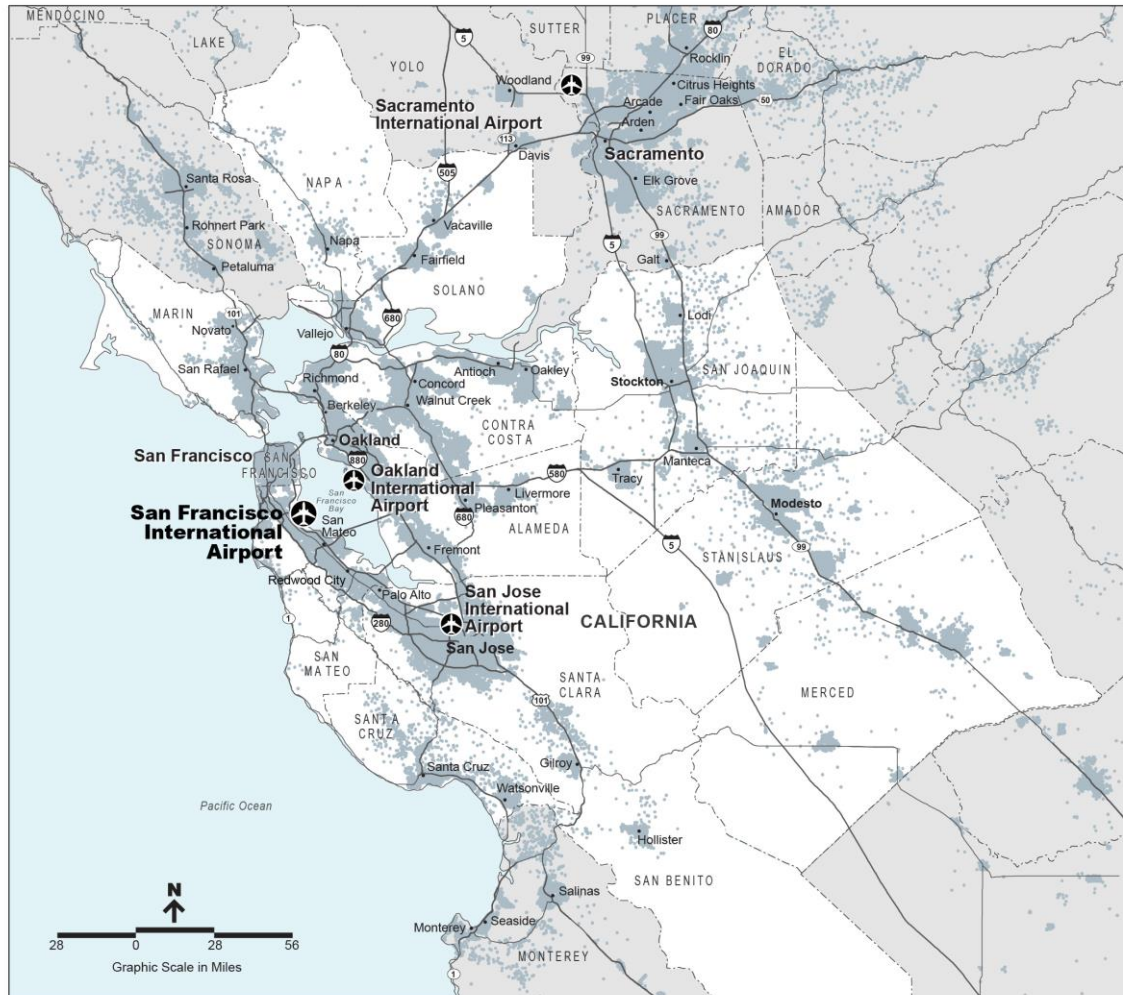 MENDOCINO
LAKE
SUTTER
PLACER
5
99
80
EL
DORADO
YOLO
Rocklin
Woodland
Citrus Heights
Fair Oaks
50
Arcade
Arden
Sacramento
International Airport
113
Davis
Sacramento
505
Santa Rosa
NAPA
Elk Grove
SACRAMENTO
AMADOR
Rohnert Park
SONOMA
Napa
Vacaville
99
5
Galt
Petaluma
Fairfield
SOLANO
101
MARIN
Novato
Vallejo
680
Lodi
80
San Rafael
Richmond
Concord
Antioch
Oakley
SAN JOAQUIN
Stockton
Walnut Creek
Berkeley
CONTRA
COSTA
Oakland
San Francisco
SAN
FRANCISCO
880
Manteca
Oakland
International
Airport
580
Tracy
San
Francisco
Bay
Livermore
Pleasanton
Modesto
San Francisco
International
Airport
San
Mateo
680
ALAMEDA
Fremont
5
99
STANISLAUS
Redwood City
Palo Alto
San Jose
International
Airport
CALIFORNIA
1
280
San Jose
SAN
MATEO
SANTA
CLARA
101
MERCED
SANTA
CRUZ
Gilroy
Santa Cruz
Watsonville
Pacific Ocean
Hollister
SAN BENITO
Salinas
N
Seaside
Monterey
28
0
28
56
Graphic Scale in Miles
MONTEREY
1